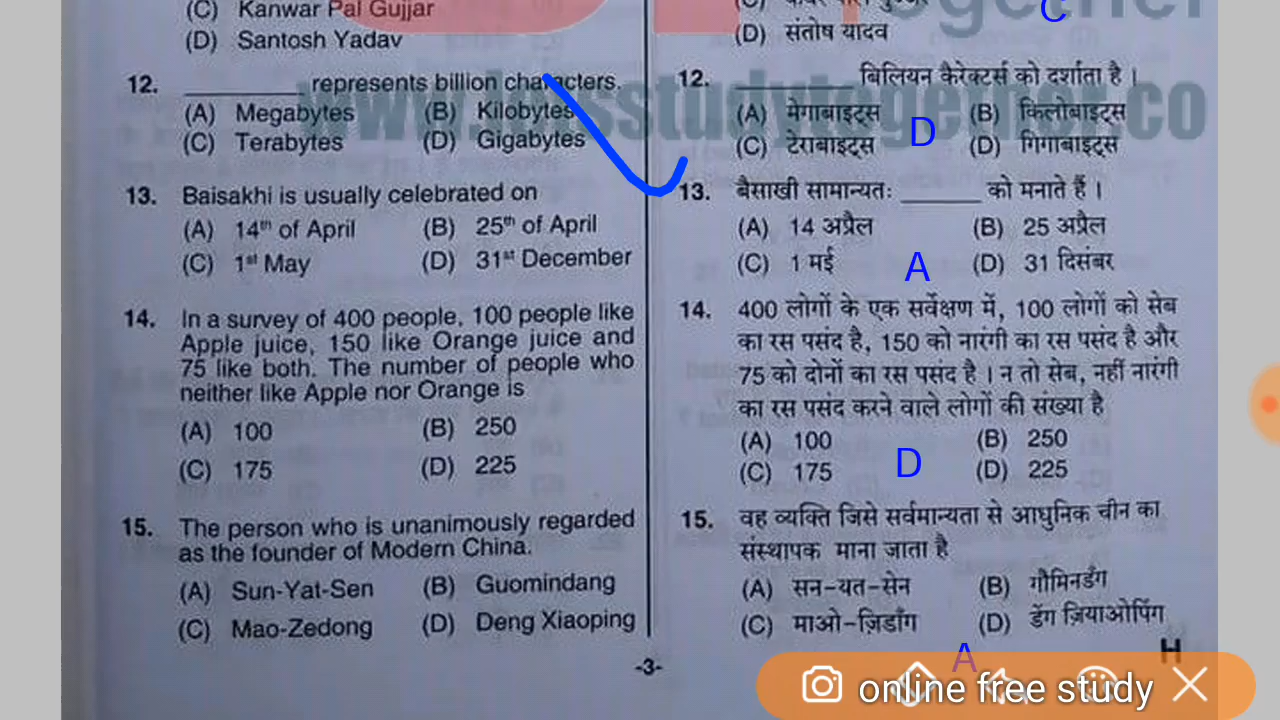 (C) Kanwar Pal Gujjar
(D) Santosh Yadav
12. ________ represents billion characters.
(A) Megabytes (B) Kilobytes
(C) Terabytes (D) Gigabytes
13. Baisakhi is usually celebrated on
(A) 14th of April (B) 25th of April
(C) 1st May (D) 31st December
14. In a survey of 400 people, 100 people like
Apple juice, 150 like Orange juice and
75 like both. The number of people who
neither like Apple nor Orange is
(A) 100 (B) 250
(C) 175 (D) 225
15. The person who is unanimously regarded
as the founder of Modern China.
(A) Sun-Yat-Sen (B) Guomindang
(C) Mao-Zedong (D) Deng Xiaoping
C
(D) संतोष यादव
12. ________ बिलियन कैरेक्टर्स को दर्शाता है ।
(A) मेगाबाइट्स (B) किलोबाइट्स
(C) टेराबाइट्स D (D) गिगाबाइट्स
13. बैसाखी सामान्यतः ______ को मनाते हैं ।
(A) 14 अप्रैल (B) 25 अप्रैल
(C) 1 मई A (D) 31 दिसंबर
14. 400 लोगों के एक सर्वेक्षण में, 100 लोगों को सेब
का रस पसंद है, 150 को नारंगी का रस पसंद है और
75 को दोनों का रस पसंद है । न तो सेब, नहीं नारंगी
का रस पसंद करने वाले लोगों की संख्या है
(A) 100 (B) 250
(C) 175 D (D) 225
15. वह व्यक्ति जिसे सर्वमान्यता से आधुनिक चीन का
संस्थापक माना जाता है
(A) सन-यत-सेन (B) गौमिनडँग
(C) माओ-ज़िडाँग (D) डेंग ज़ियाओपिंग
A
-3-
H
online free study